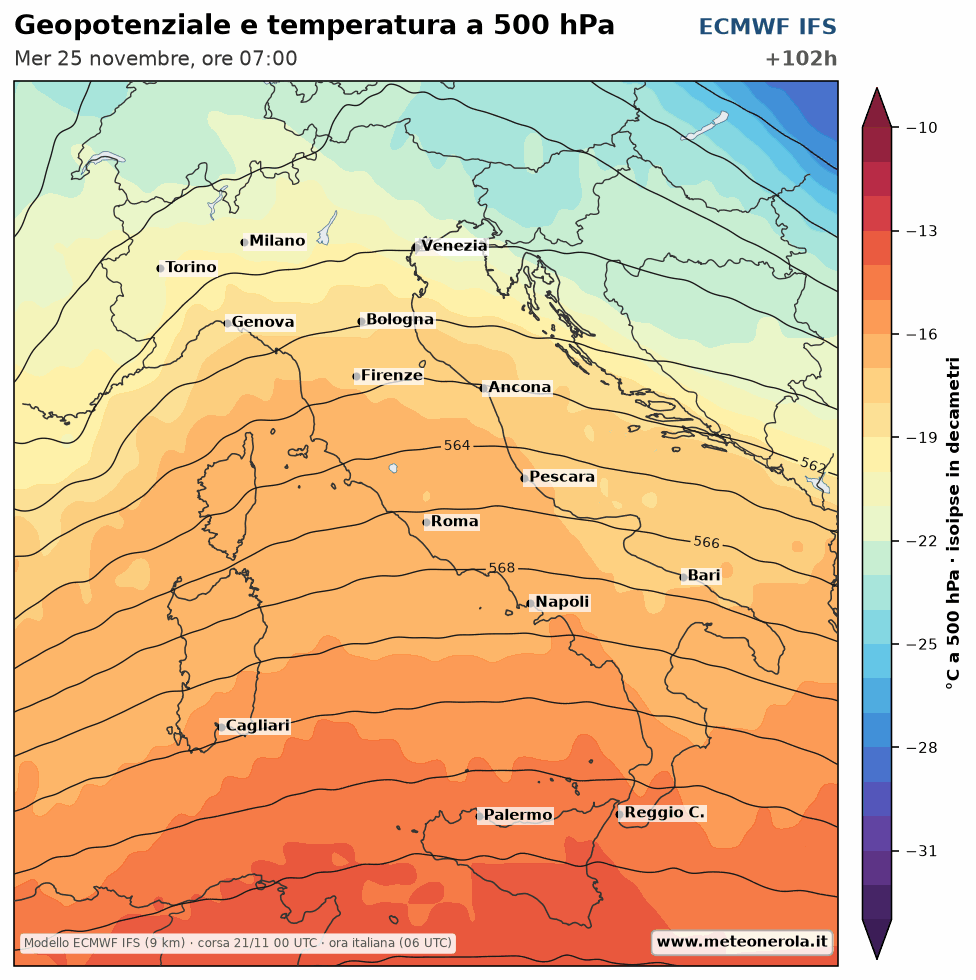 Geopotenziale e temperatura a 500 hPa
ECMWF IFS
Mer 25 novembre, ore 07:00
+102h
Milano
Venezia
Torino
Genova
Bologna
Firenze
Ancona
564
562
Pescara
Roma
566
568
Bari
Napoli
Cagliari
Palermo
Reggio C.
−10
−13
−16
−19
−22
−25
−28
−31
°C a 500 hPa · isoipse in decametri
Modello ECMWF IFS (9 km) · corsa 21/11 00 UTC · ora italiana (06 UTC)
www.meteonerola.it